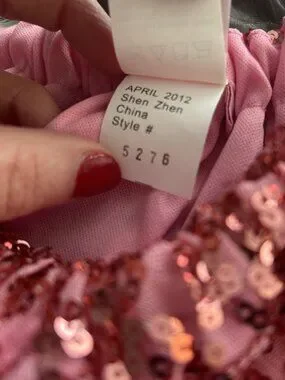 APRIL 2012
Shen Zhen
China
Style #
5276